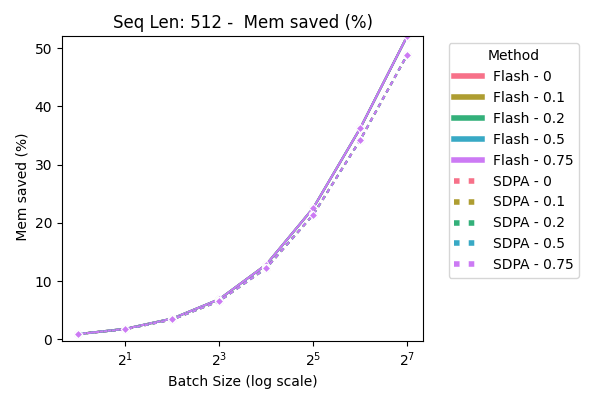 Seq Len: 512 -  Mem saved (%)
Mem saved (%)
50
40
30
20
10
0
2^1
2^3
2^5
2^7
Batch Size (log scale)
Method
Flash - 0
Flash - 0.1
Flash - 0.2
Flash - 0.5
Flash - 0.75
SDPA - 0
SDPA - 0.1
SDPA - 0.2
SDPA - 0.5
SDPA - 0.75